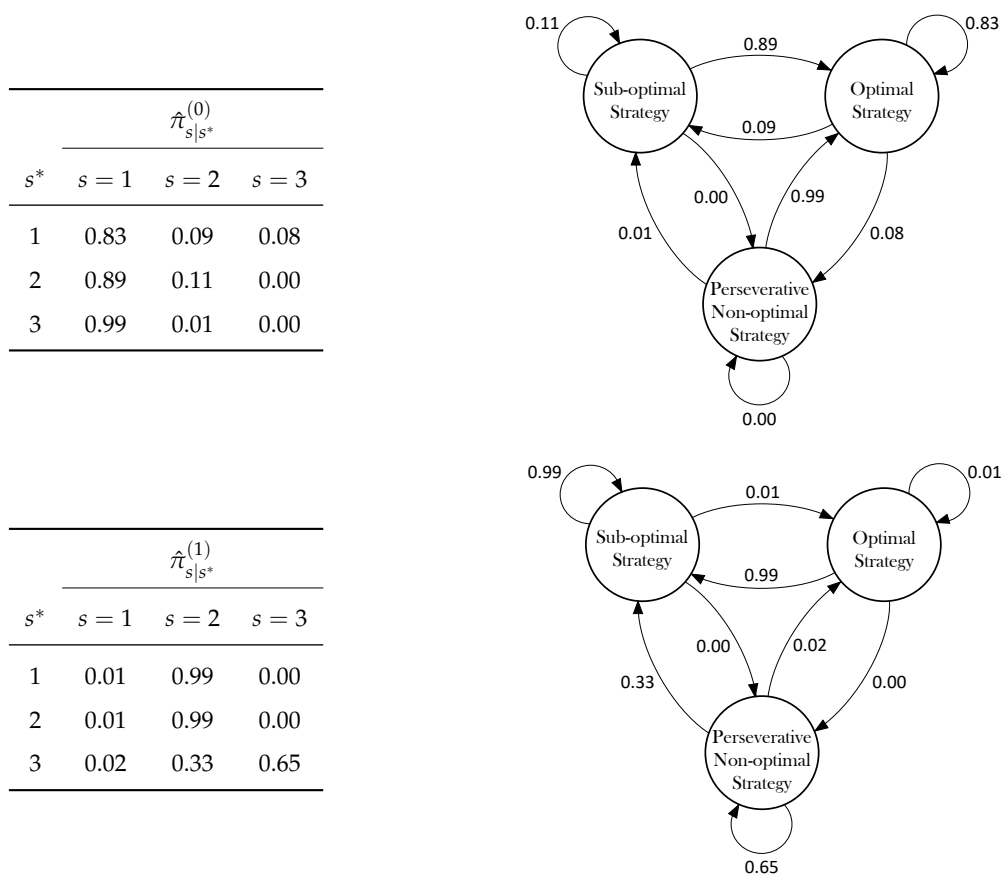 π̂⁽⁰⁾ₛ|ₛ*
s* s = 1 s = 2 s = 3
1 0.83 0.09 0.08
2 0.89 0.11 0.00
3 0.99 0.01 0.00
0.11
0.83
0.89
Sub-optimal
Strategy
Optimal
Strategy
0.09
0.00
0.99
0.01
0.08
Perseverative
Non-optimal
Strategy
0.00
π̂⁽¹⁾ₛ|ₛ*
s* s = 1 s = 2 s = 3
1 0.01 0.99 0.00
2 0.01 0.99 0.00
3 0.02 0.33 0.65
0.99
0.01
0.01
Sub-optimal
Strategy
Optimal
Strategy
0.99
0.00
0.02
0.33
0.00
Perseverative
Non-optimal
Strategy
0.65